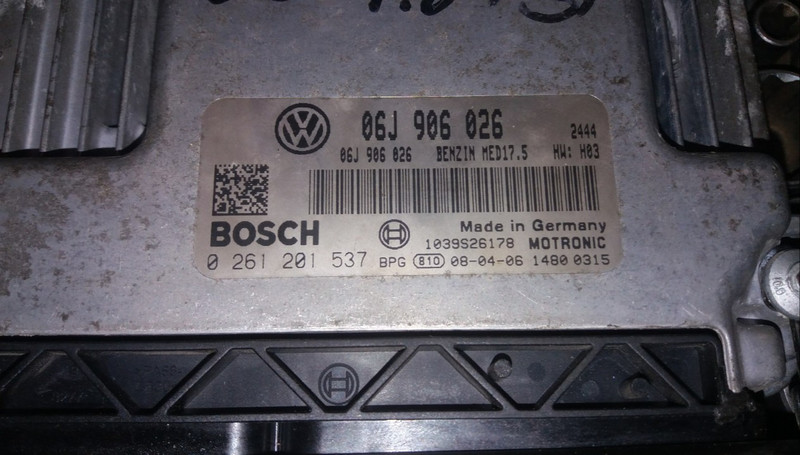 06J 906 026 2444
06J 906 026 BENZIN MED17.5 HW: H03
BOSCH Made in Germany
1039S26178 MOTRONIC
0 261 201 537 BPG B10 08-04-06 1480 0315